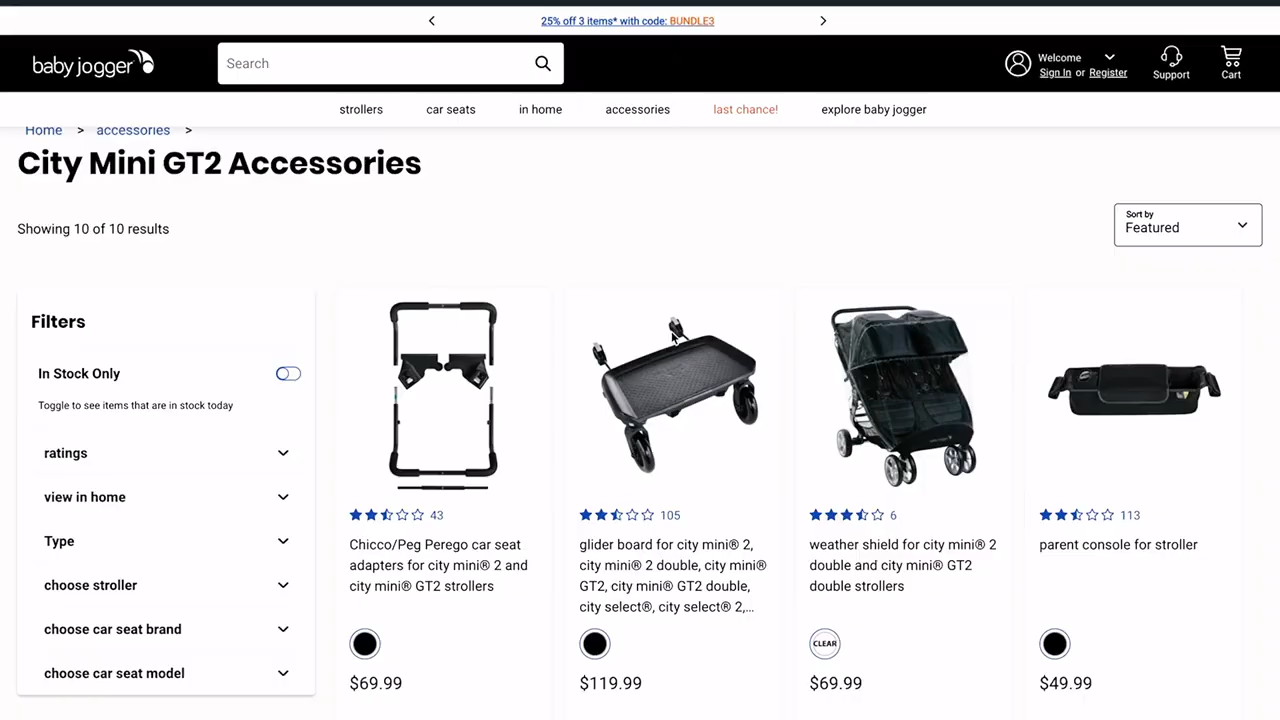 25% off 3 items* with code: BUNDLE3
baby jogger
Search
Welcome
Sign In or Register
Support
Cart
strollers
car seats
in home
accessories
last chance!
explore baby jogger
Home > accessories >
City Mini GT2 Accessories
Showing 10 of 10 results
Sort by
Featured
Filters
In Stock Only
Toggle to see items that are in stock today
ratings
view in home
Type
choose stroller
choose car seat brand
choose car seat model
43
Chicco/Peg Perego car seat
adapters for city mini® 2 and
city mini® GT2 strollers
$69.99
105
glider board for city mini® 2,
city mini® 2 double, city mini®
GT2, city mini® GT2 double,
city select®, city select® 2,...
$119.99
6
weather shield for city mini® 2
double and city mini® GT2
double strollers
CLEAR
$69.99
113
parent console for stroller
$49.99